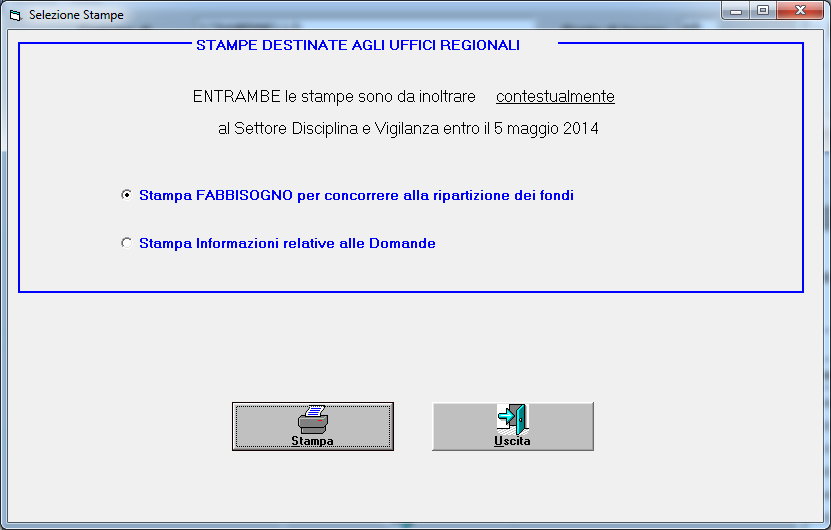 Selezione Stampe
STAMPE DESTINATE AGLI UFFICI REGIONALI
ENTRAMBE le stampe sono da inoltrare contestualmente
al Settore Disciplina e Vigilanza entro il 5 maggio 2014
Stampa FABBISOGNO per concorrere alla ripartizione dei fondi
Stampa Informazioni relative alle Domande
Stampa Uscita